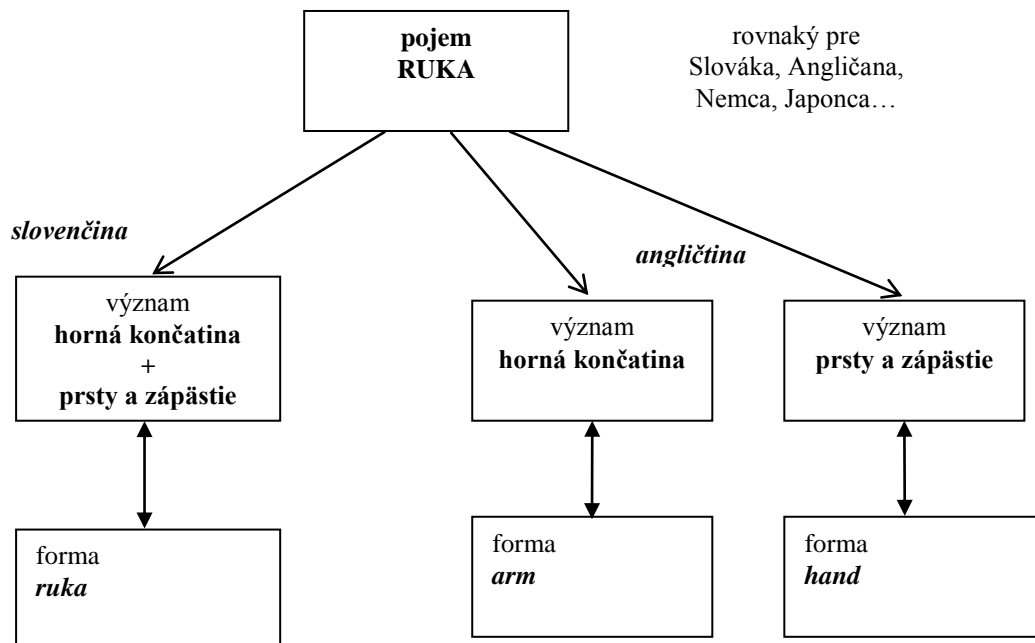 pojem
RUKA
rovnaký pre
Slováka, Angličana,
Nemca, Japonca…
slovenčina
angličtina
význam
horná končatina
+
prsty a zápästie
význam
horná končatina
význam
prsty a zápästie
forma
ruka
forma
arm
forma
hand